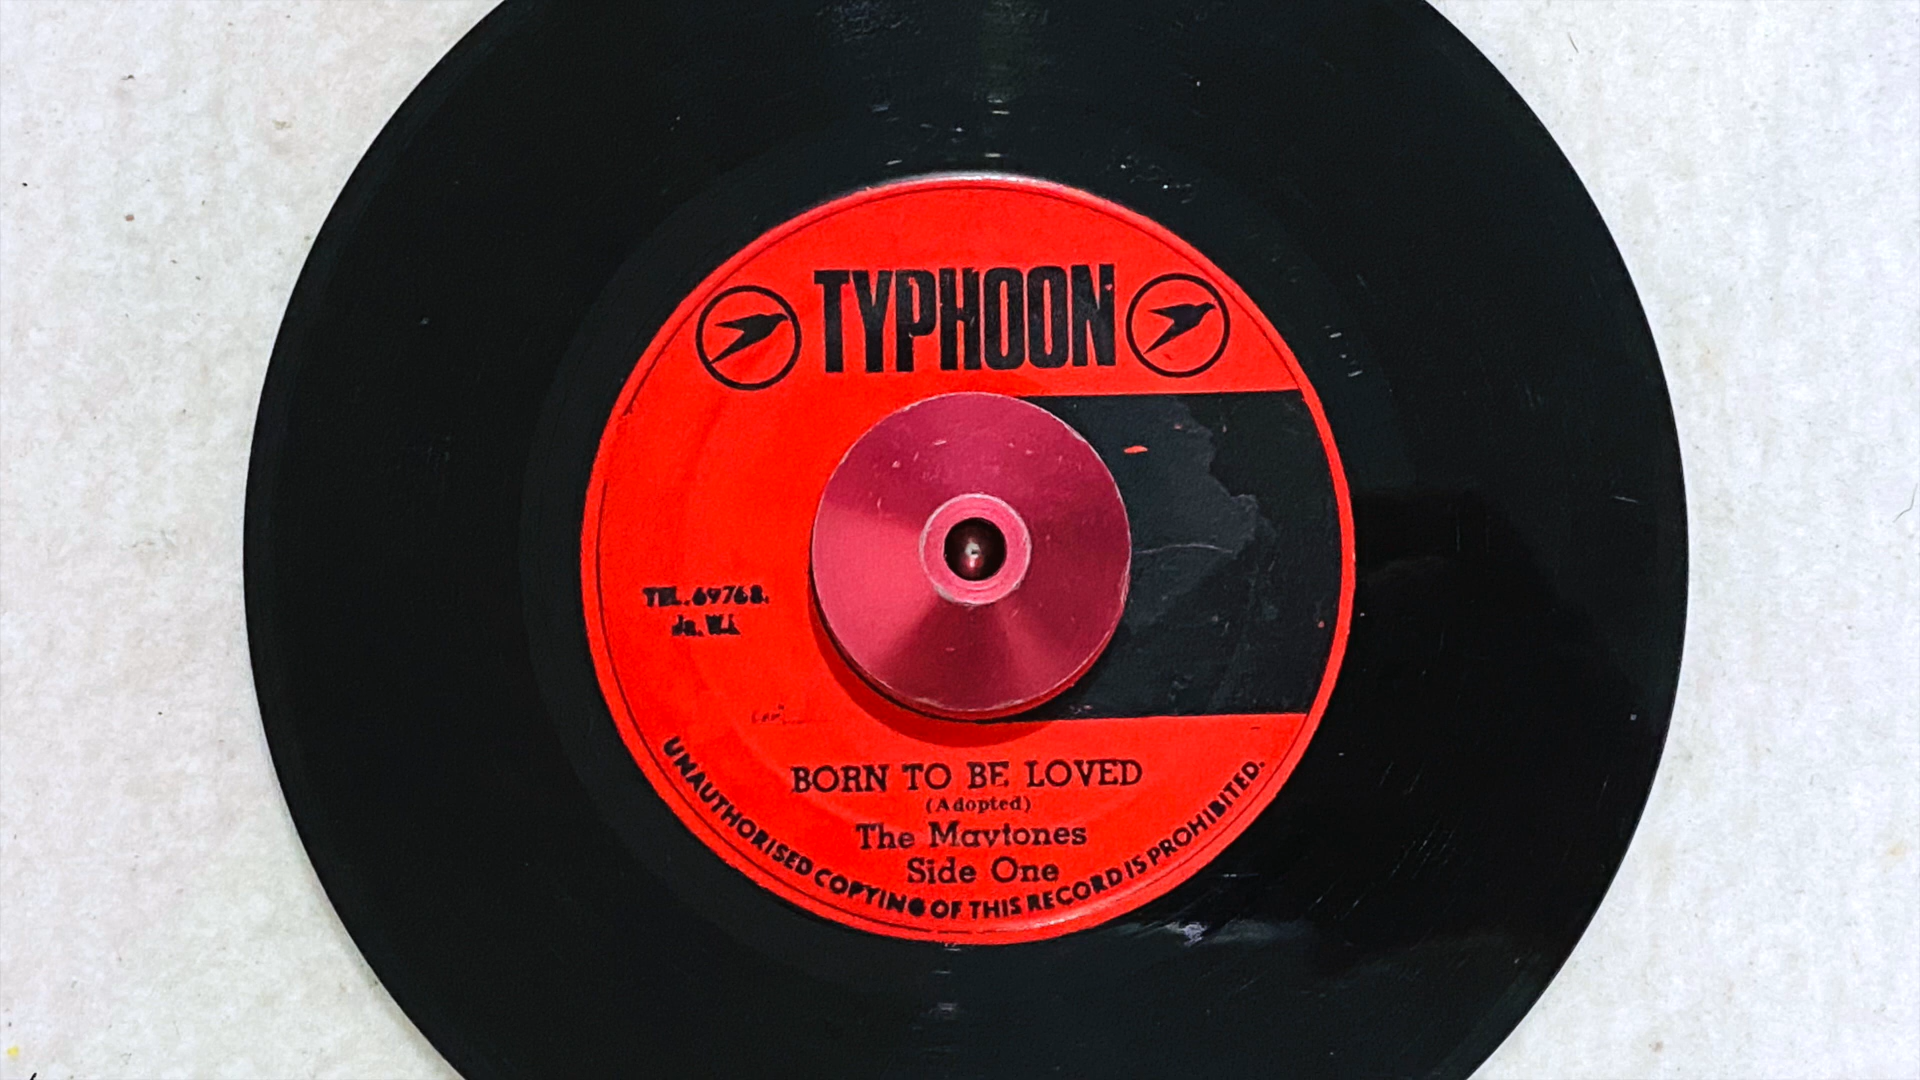 TYPHOON
TEL. 69768.
Ja. W.I.
BORN TO BE LOVED
(Adopted)
The Maytones
Side One
UNAUTHORISED COPYING OF THIS RECORD IS PROHIBITED.